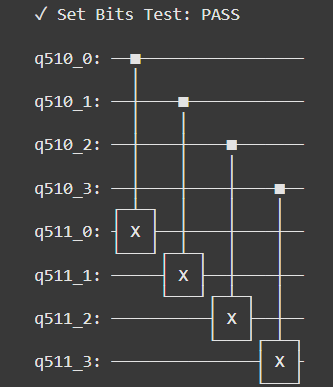 ✓ Set Bits Test: PASS
q510_0:
q510_1:
q510_2:
q510_3:
q511_0: X
q511_1: X
q511_2: X
q511_3: X